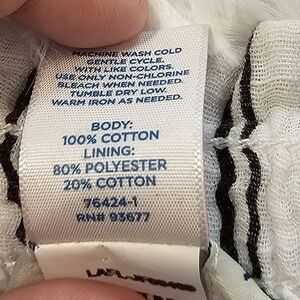 MACHINE WASH COLD
GENTLE CYCLE.
WITH LIKE COLORS.
USE ONLY NON-CHLORINE
BLEACH WHEN NEEDED.
TUMBLE DRY LOW.
WARM IRON AS NEEDED.
BODY:
100% COTTON
LINING:
80% POLYESTER
20% COTTON
76424-1
RN# 93677